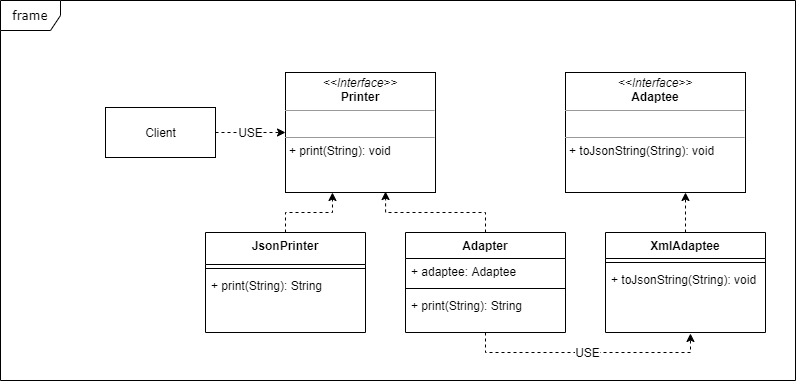 frame
<<Interface>>
Printer
+ print(String): void
<<Interface>>
Adaptee
+ toJsonString(String): void
Client
USE
JsonPrinter
+ print(String): String
Adapter
+ adaptee: Adaptee
+ print(String): String
XmlAdaptee
+ toJsonString(String): void
USE